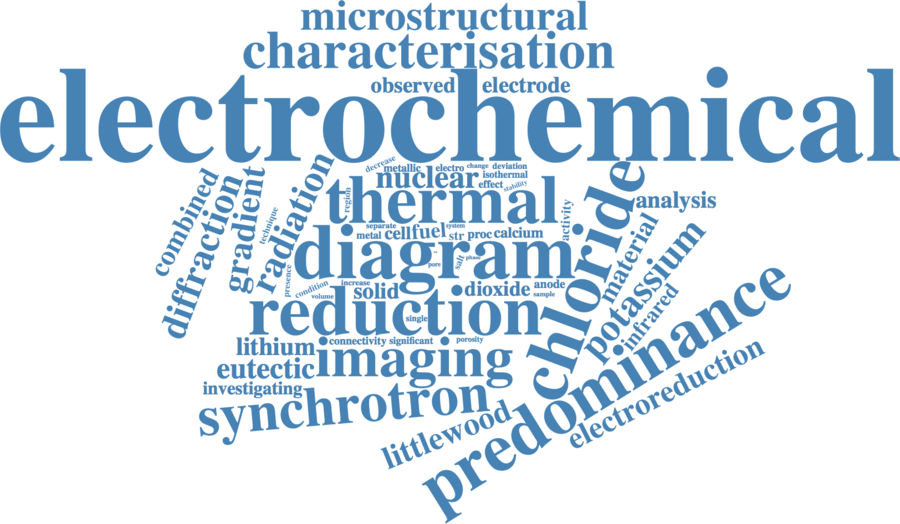 microstructural
characterisation
observed electrode
electrochemical
decrease metallic electro change deviation
nuclear isothermal
effect stability
thermal
region
combined
diffraction
gradient
technique
radiation
presence
chloride
analysis
activity
material
potassium
infrared
separate system
metal cell fuel str proc calcium
diagram
pore salt phase
condition increase solid dioxide anode
volume sample
reduction
single
lithium connectivity significant porosity
eutectic imaging
investigating
synchrotron
littlewood
predominance
electroreduction